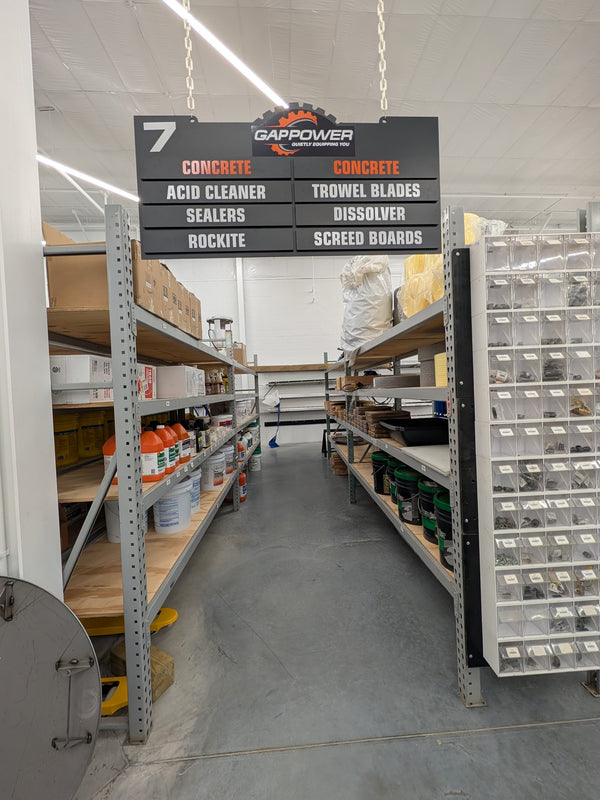 7
GAPPOWER
QUIETLY EQUIPPING YOU
CONCRETE
ACID CLEANER
SEALERS
ROCKITE
CONCRETE
TROWEL BLADES
DISSOLVER
SCREED BOARDS